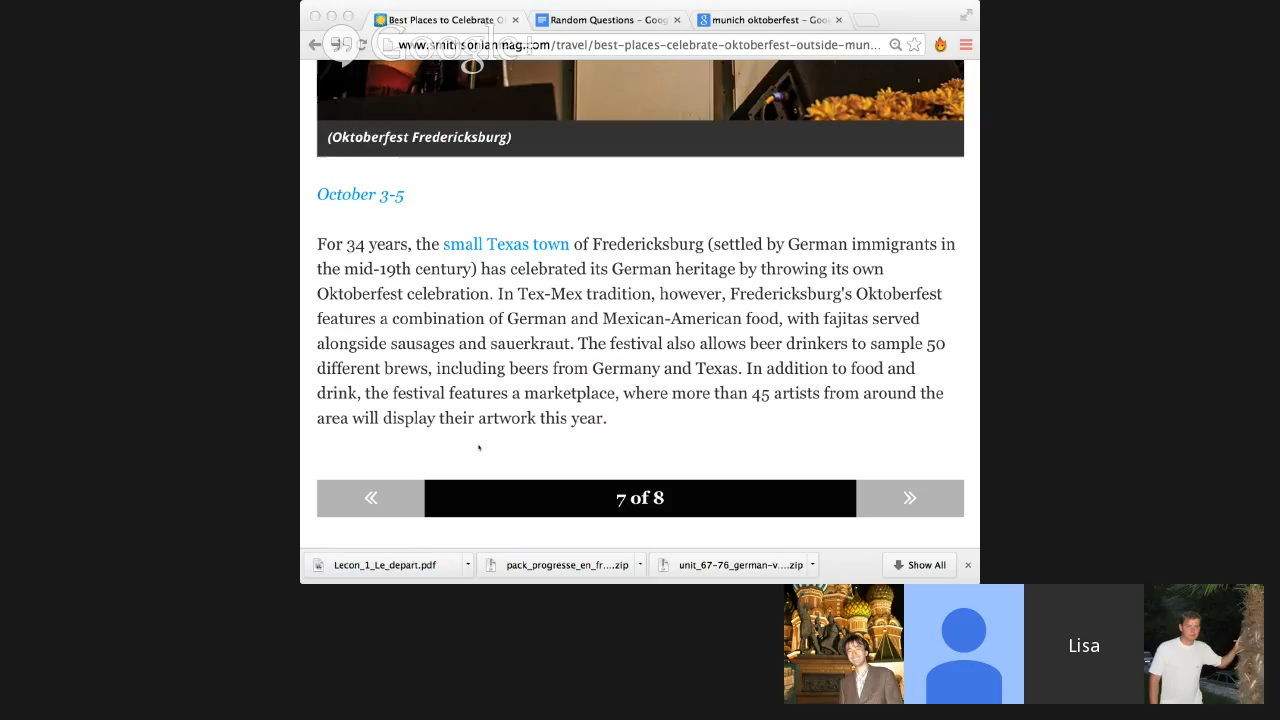 Best Places to Celebrate O
Random Questions – Goog
munich oktoberfest – Goo
www.smithsonianmag.com/travel/best-places-celebrate-oktoberfest-outside-mun...
Google+
(Oktoberfest Fredericksburg)
October 3-5
For 34 years, the small Texas town of Fredericksburg (settled by German immigrants in
the mid-19th century) has celebrated its German heritage by throwing its own
Oktoberfest celebration. In Tex-Mex tradition, however, Fredericksburg's Oktoberfest
features a combination of German and Mexican-American food, with fajitas served
alongside sausages and sauerkraut. The festival also allows beer drinkers to sample 50
different brews, including beers from Germany and Texas. In addition to food and
drink, the festival features a marketplace, where more than 45 artists from around the
area will display their artwork this year.
7 of 8
Lecon_1_Le_depart.pdf
pack_progresse_en_fr....zip
unit_67-76_german-v....zip
Show All
Lisa